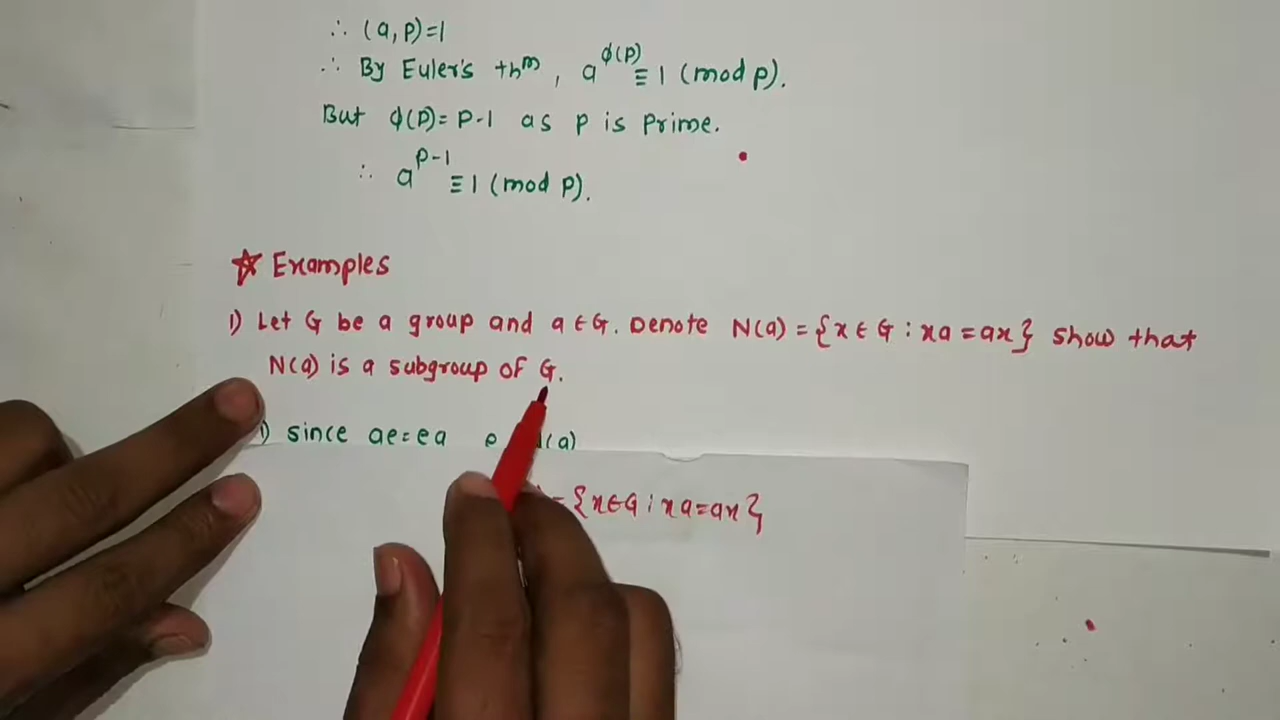 ∴ (a, p)=1
∴ By Euler's thᵐ, a^ϕ(p) ≡ 1 (mod p).
But ϕ(p)= p-1 as p is prime.
∴ a^p-1 ≡ 1 (mod p).
☆ Examples
1) Let G be a group and a ∈ G. Denote N(a) = {x ∈ G : xa = ax} show that
N(a) is a subgroup of G.
1) since ae=ea
= {x∈G : xa=ax}